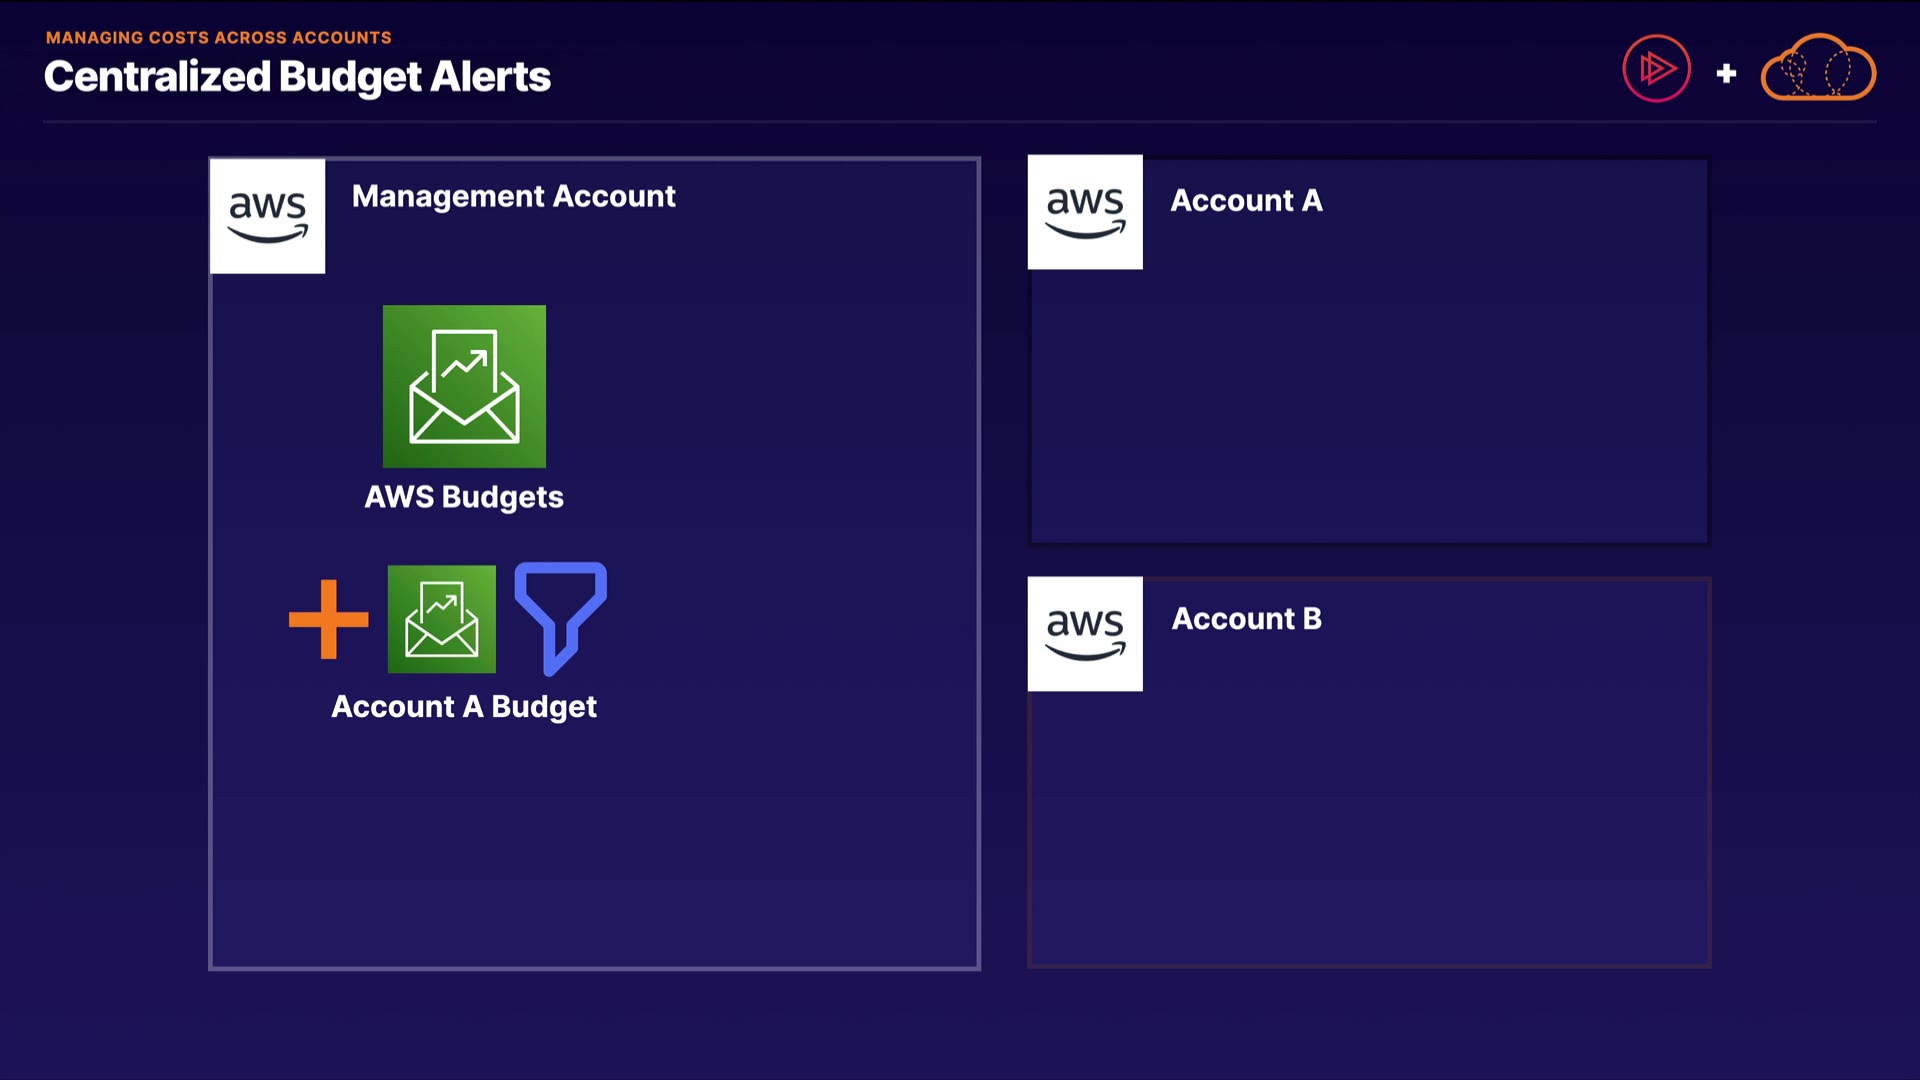 MANAGING COSTS ACROSS ACCOUNTS
Centralized Budget Alerts
aws
Management Account
AWS Budgets
Account A Budget
aws
Account A
aws
Account B